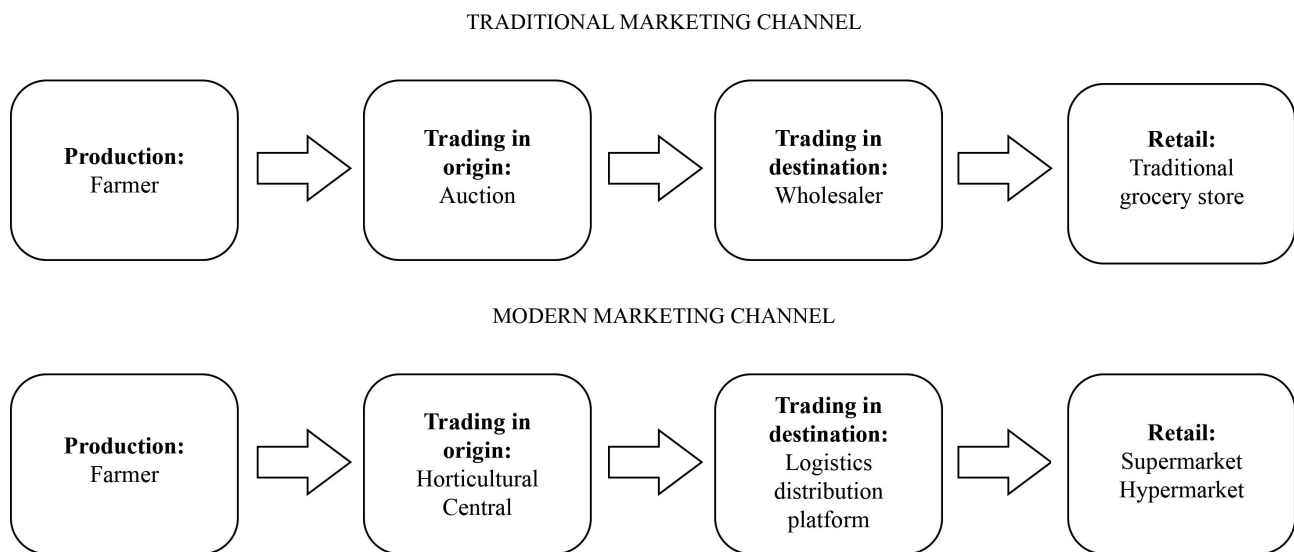 TRADITIONAL MARKETING CHANNEL
Production:
Farmer
Trading in
origin:
Auction
Trading in
destination:
Wholesaler
Retail:
Traditional
grocery store
MODERN MARKETING CHANNEL
Production:
Farmer
Trading in
origin:
Horticultural
Central
Trading in
destination:
Logistics
distribution
platform
Retail:
Supermarket
Hypermarket